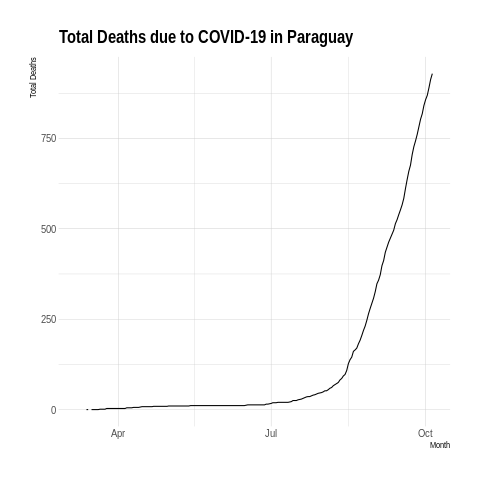 Total Deaths due to COVID-19 in Paraguay
Total Deaths
750
500
250
0
Apr
Jul
Oct
Month